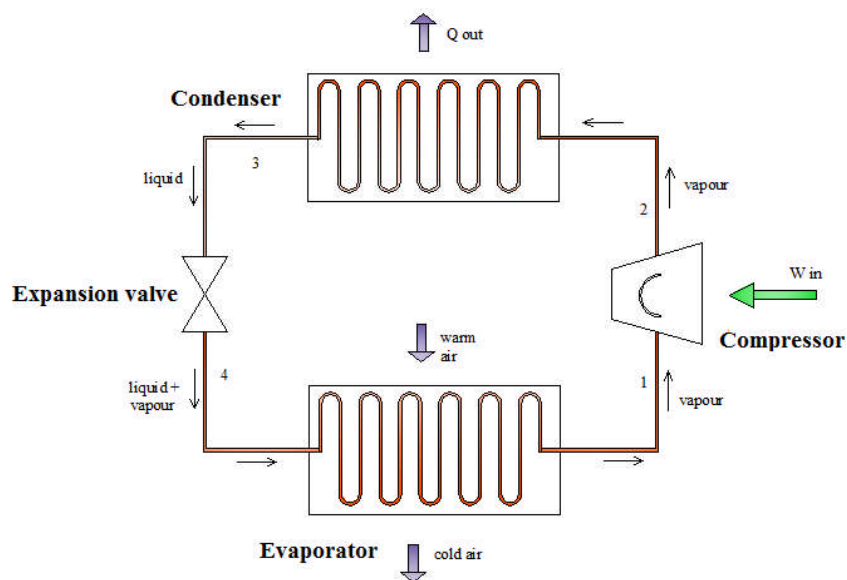 Q out
Condenser
3
liquid
vapour
2
W in
Expansion valve
Compressor
warm
air
4
liquid +
vapour
1
vapour
Evaporator
cold air